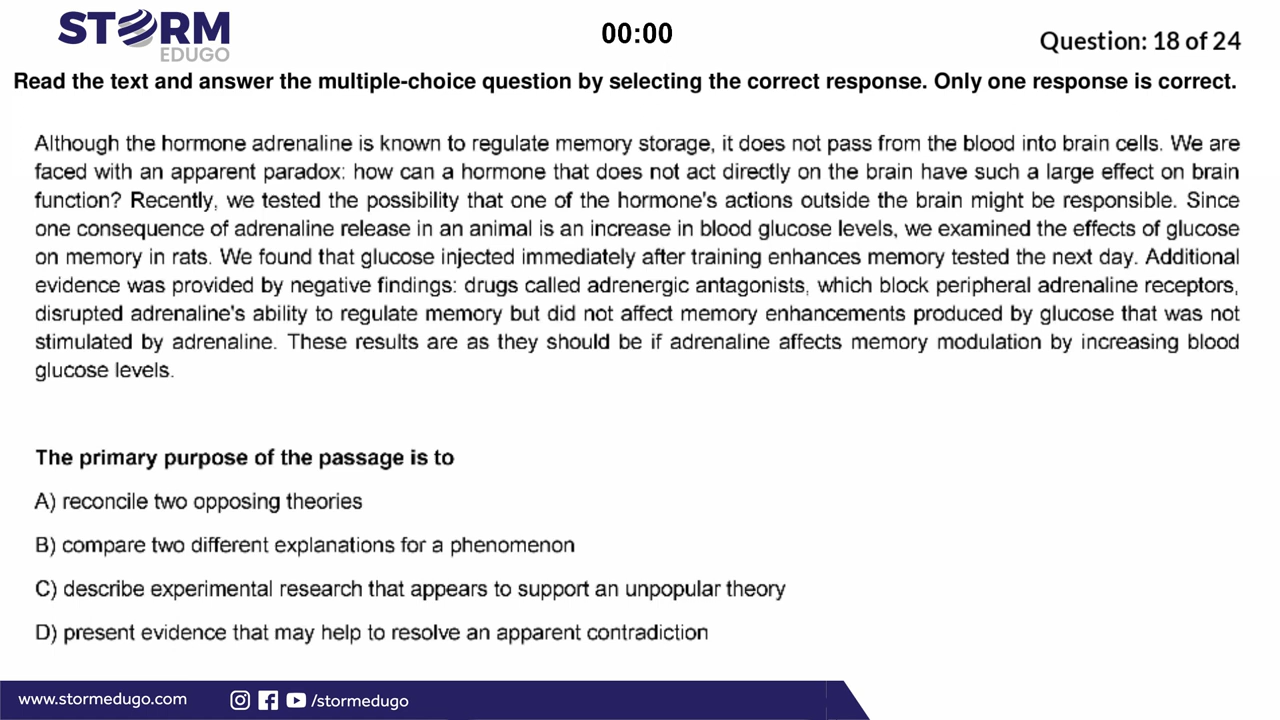 STORM
EDUGO
00:00
Question: 18 of 24
Read the text and answer the multiple-choice question by selecting the correct response. Only one response is correct.
Although the hormone adrenaline is known to regulate memory storage, it does not pass from the blood into brain cells. We are
faced with an apparent paradox: how can a hormone that does not act directly on the brain have such a large effect on brain
function? Recently, we tested the possibility that one of the hormone's actions outside the brain might be responsible. Since
one consequence of adrenaline release in an animal is an increase in blood glucose levels, we examined the effects of glucose
on memory in rats. We found that glucose injected immediately after training enhances memory tested the next day. Additional
evidence was provided by negative findings: drugs called adrenergic antagonists, which block peripheral adrenaline receptors,
disrupted adrenaline's ability to regulate memory but did not affect memory enhancements produced by glucose that was not
stimulated by adrenaline. These results are as they should be if adrenaline affects memory modulation by increasing blood
glucose levels.
The primary purpose of the passage is to
A) reconcile two opposing theories
B) compare two different explanations for a phenomenon
C) describe experimental research that appears to support an unpopular theory
D) present evidence that may help to resolve an apparent contradiction
www.stormedugo.com
/stormedugo